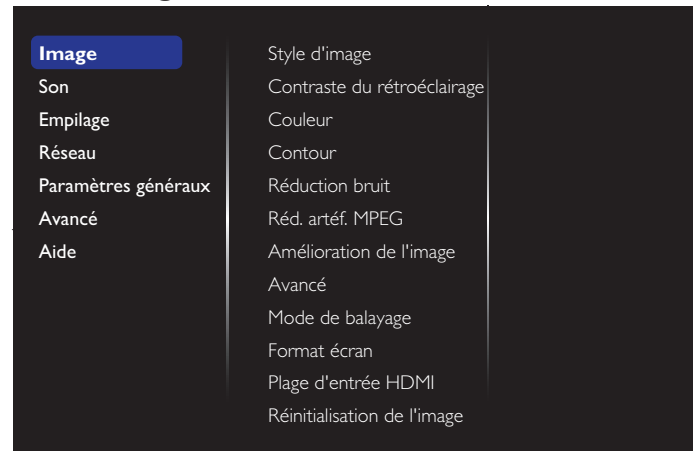 Image
Son
Empilage
Réseau
Paramètres généraux
Avancé
Aide
Style d'image
Contraste du rétroéclairage
Couleur
Contour
Réduction bruit
Réd. artéf. MPEG
Amélioration de l'image
Avancé
Mode de balayage
Format écran
Plage d'entrée HDMI
Réinitialisation de l'image